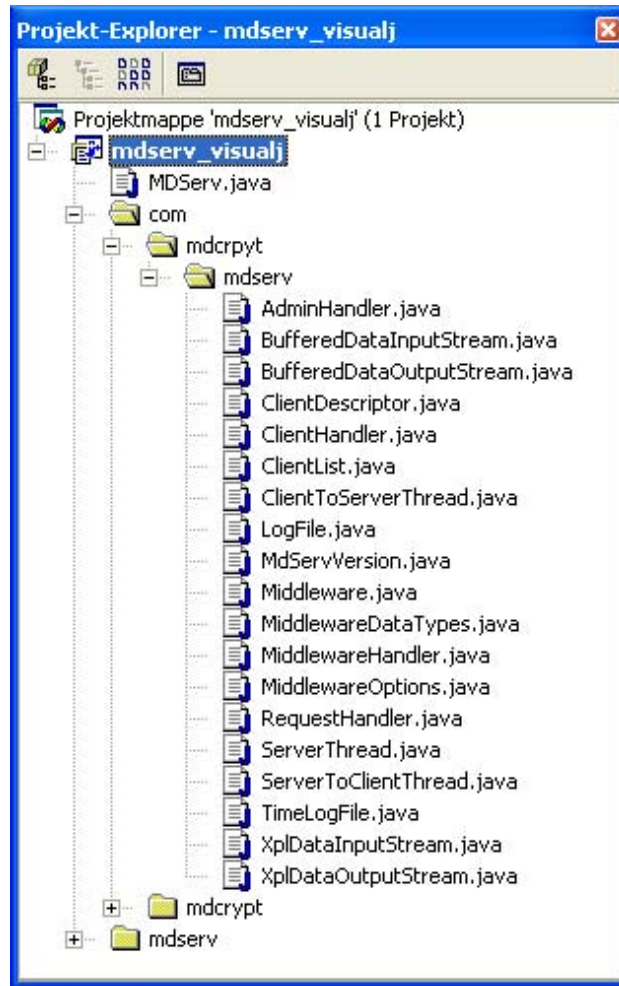 Projekt-Explorer - mdserv_visualj
Projektmappe 'mdserv_visualj' (1 Projekt)
mdserv_visualj
MDServ.java
com
mdcrpyt
mdserv
AdminHandler.java
BufferedDataInputStream.java
BufferedDataOutputStream.java
ClientDescriptor.java
ClientHandler.java
ClientList.java
ClientToServerThread.java
LogFile.java
MdServVersion.java
Middleware.java
MiddlewareDataTypes.java
MiddlewareHandler.java
MiddlewareOptions.java
RequestHandler.java
ServerThread.java
ServerToClientThread.java
TimeLogFile.java
XplDataInputStream.java
XplDataOutputStream.java
mdcrypt
mdserv